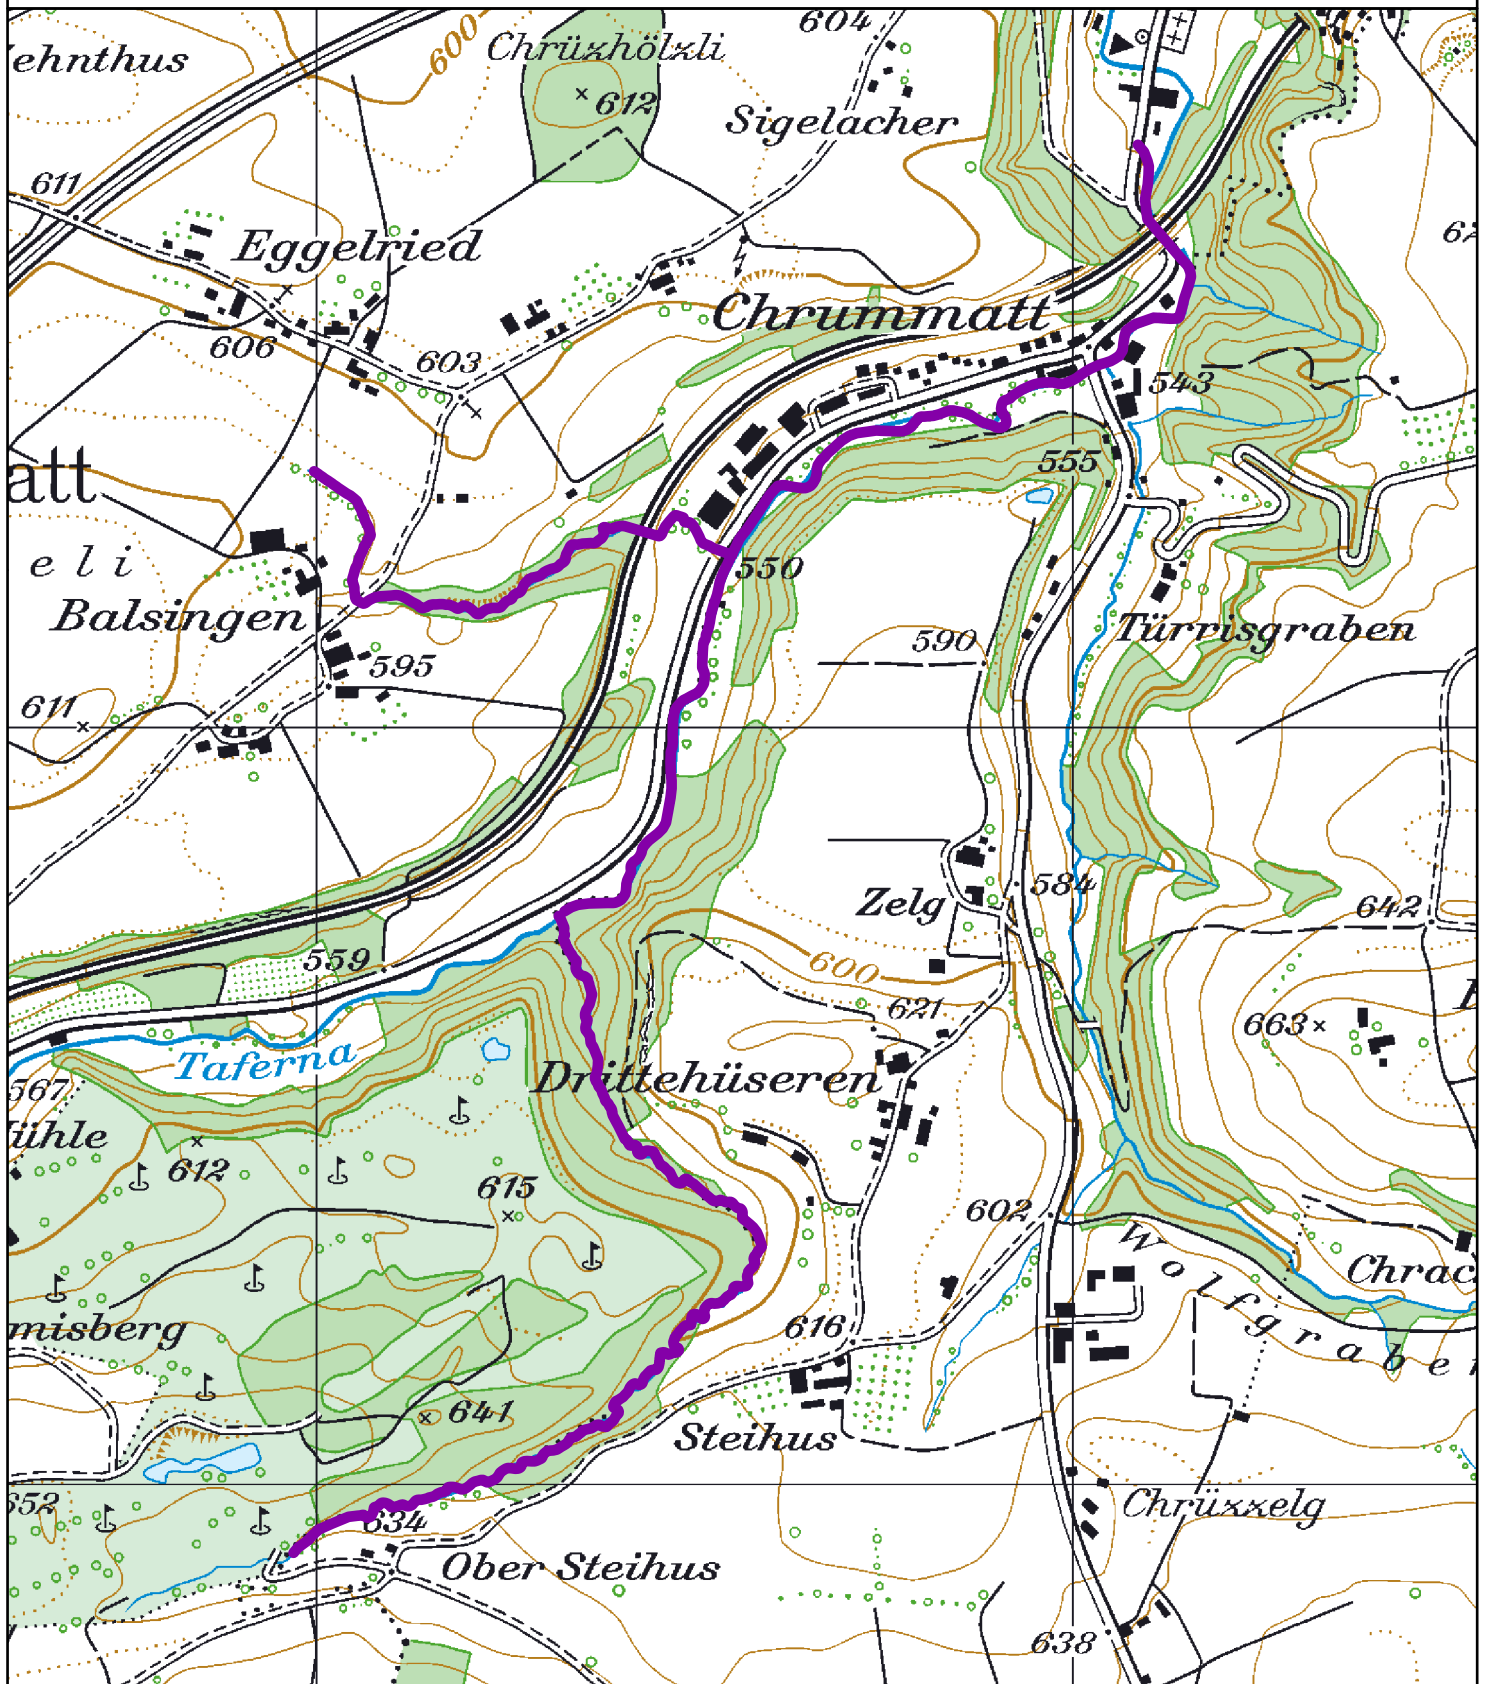 604
600
Chrüzhölzli
ehnthus
612
Sigelacher
611
62
Eggelried
Chrummatt
606
603
543
555
att
eli
550
Balsingen
Türrisgraben
590
595
611
584
Zelg
642
559
600
621
663
Taferna
Drittehüseren
567
ühle
612
615
602
Wolfgraben
Chrac
misberg
616
641
Steihus
652
634
Chrüzzelg
Ober Steihus
638